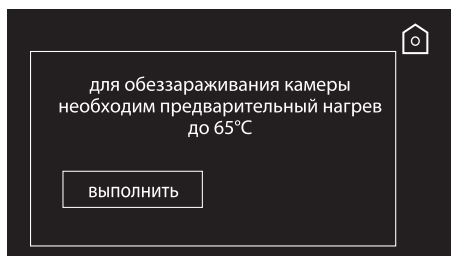 для обеззараживания камеры
необходим предварительный нагрев
до 65°C
выполнить